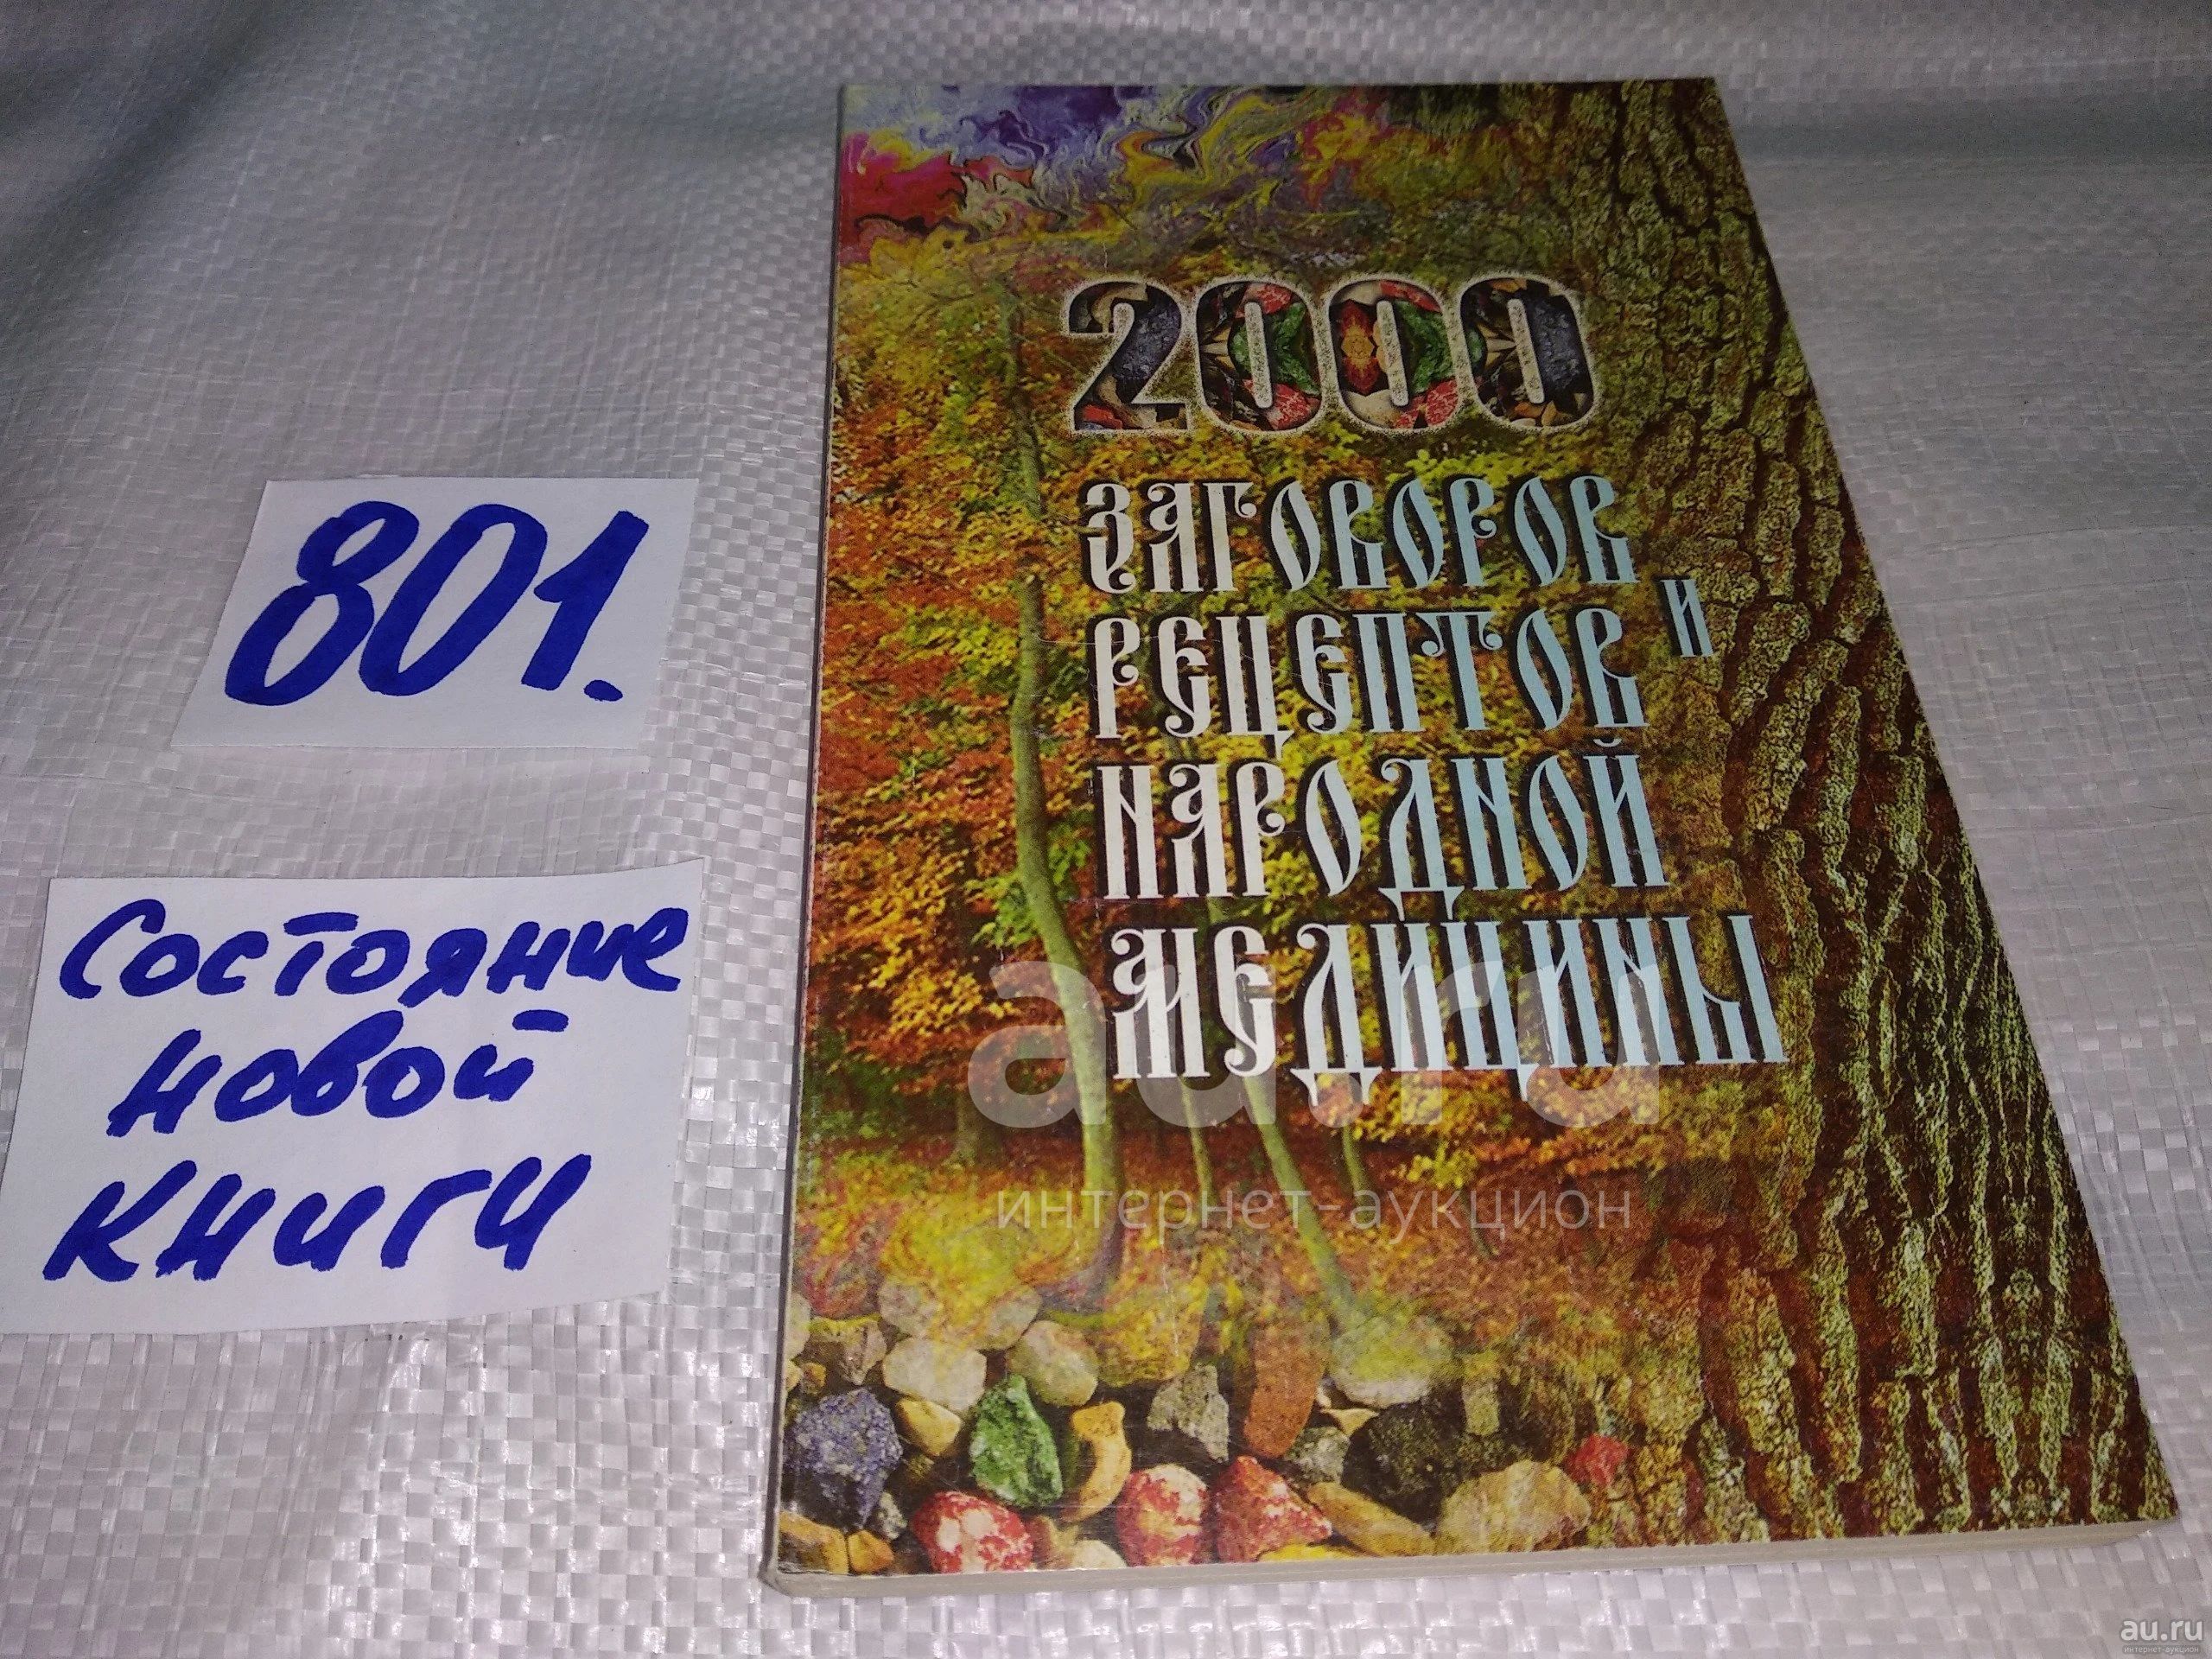 801.
Состояние
новой
книги
2000
ЗАГОВОРОВ
И
РЕЦЕПТОВ
НАРОДНОЙ
МЕДИЦИНЫ
au.ru
интернет-аукцион
au.ru
интернет-аукцион